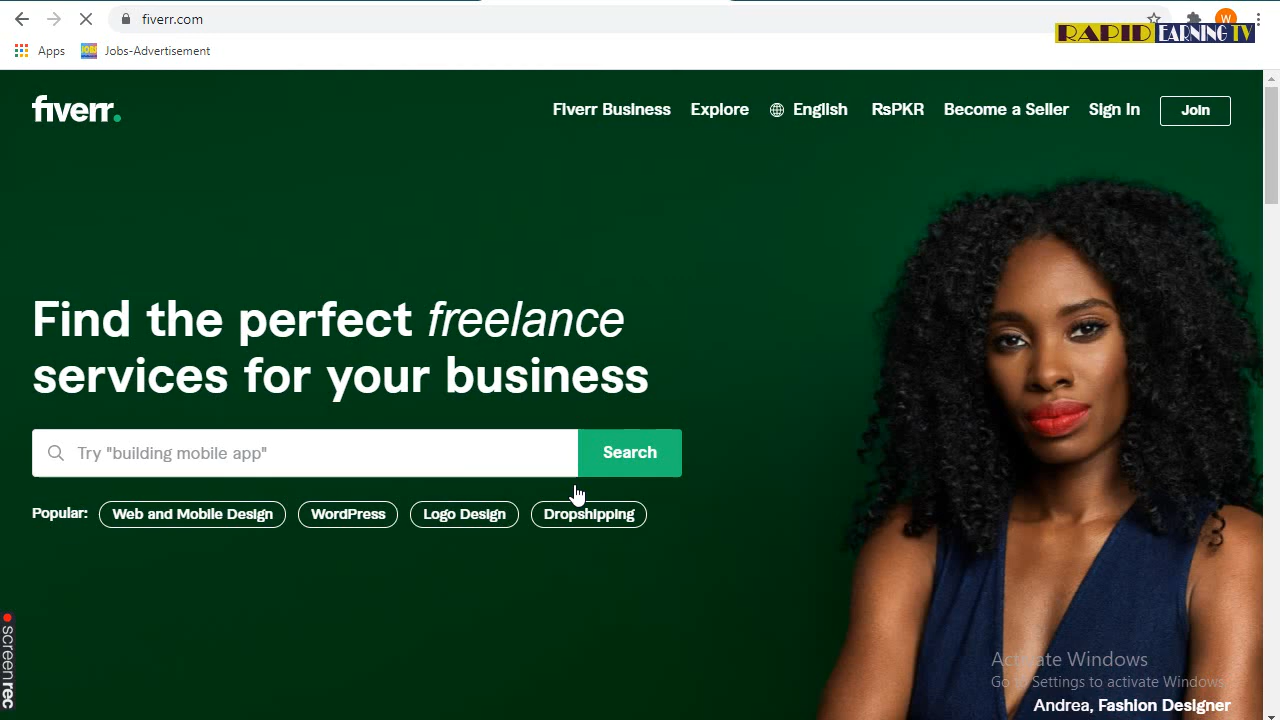 fiverr.com
RAPID EARNING TV
W
Apps
JOBS
Jobs-Advertisement
fiverr.
Fiverr Business Explore English RsPKR Become a Seller Sign in Join
Find the perfect freelance
services for your business
Try "building mobile app"
Search
Popular: Web and Mobile Design WordPress Logo Design Dropshipping
Activate Windows
Go to Settings to activate Windows.
Andrea, Fashion Designer
screenrec